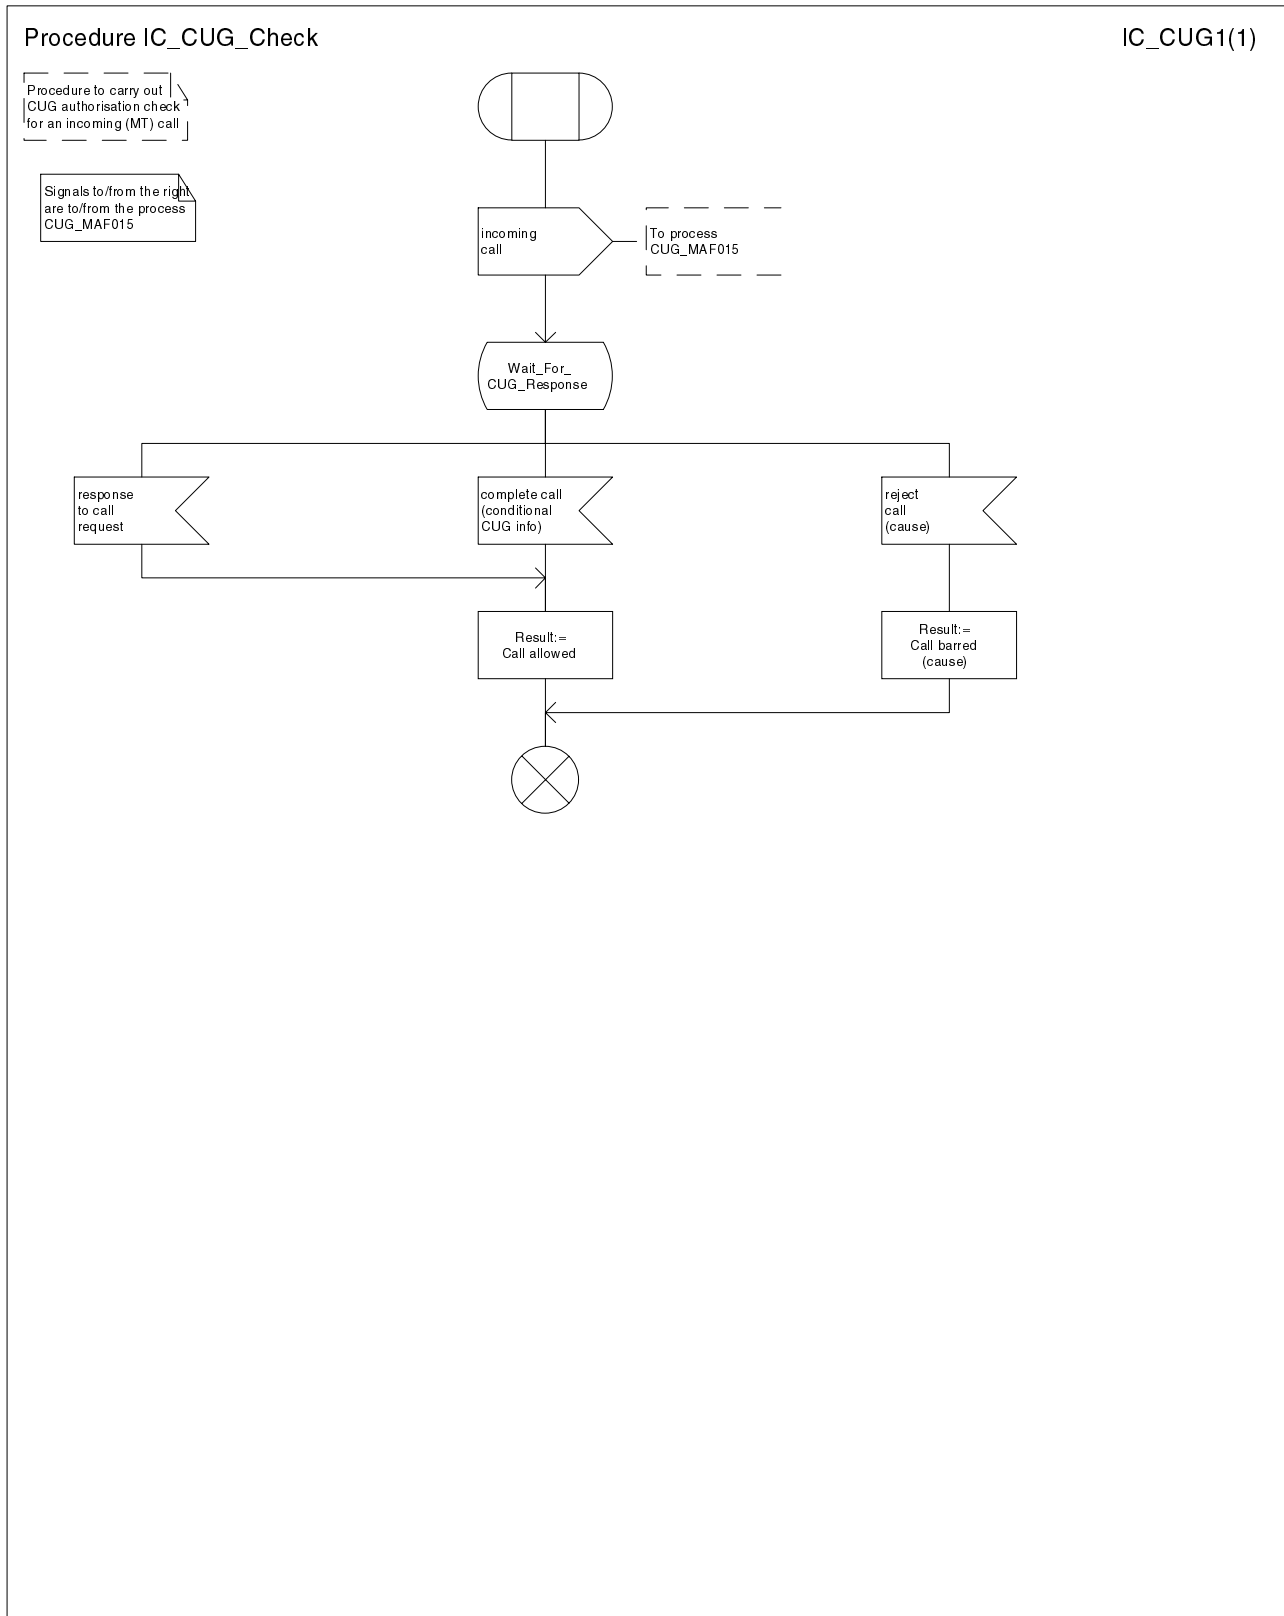 Procedure IC_CUG_Check
IC_CUG1(1)
Procedure to carry out
CUG authorisation check
for an incoming (MT) call
Signals to/from the right
are to/from the process
CUG_MAF015
incoming
call
To process
CUG_MAF015
Wait_For_
CUG_Response
response
to call
request
complete call
(conditional
CUG info)
reject
call
(cause)
Result:=
Call allowed
Result:=
Call barred
(cause)